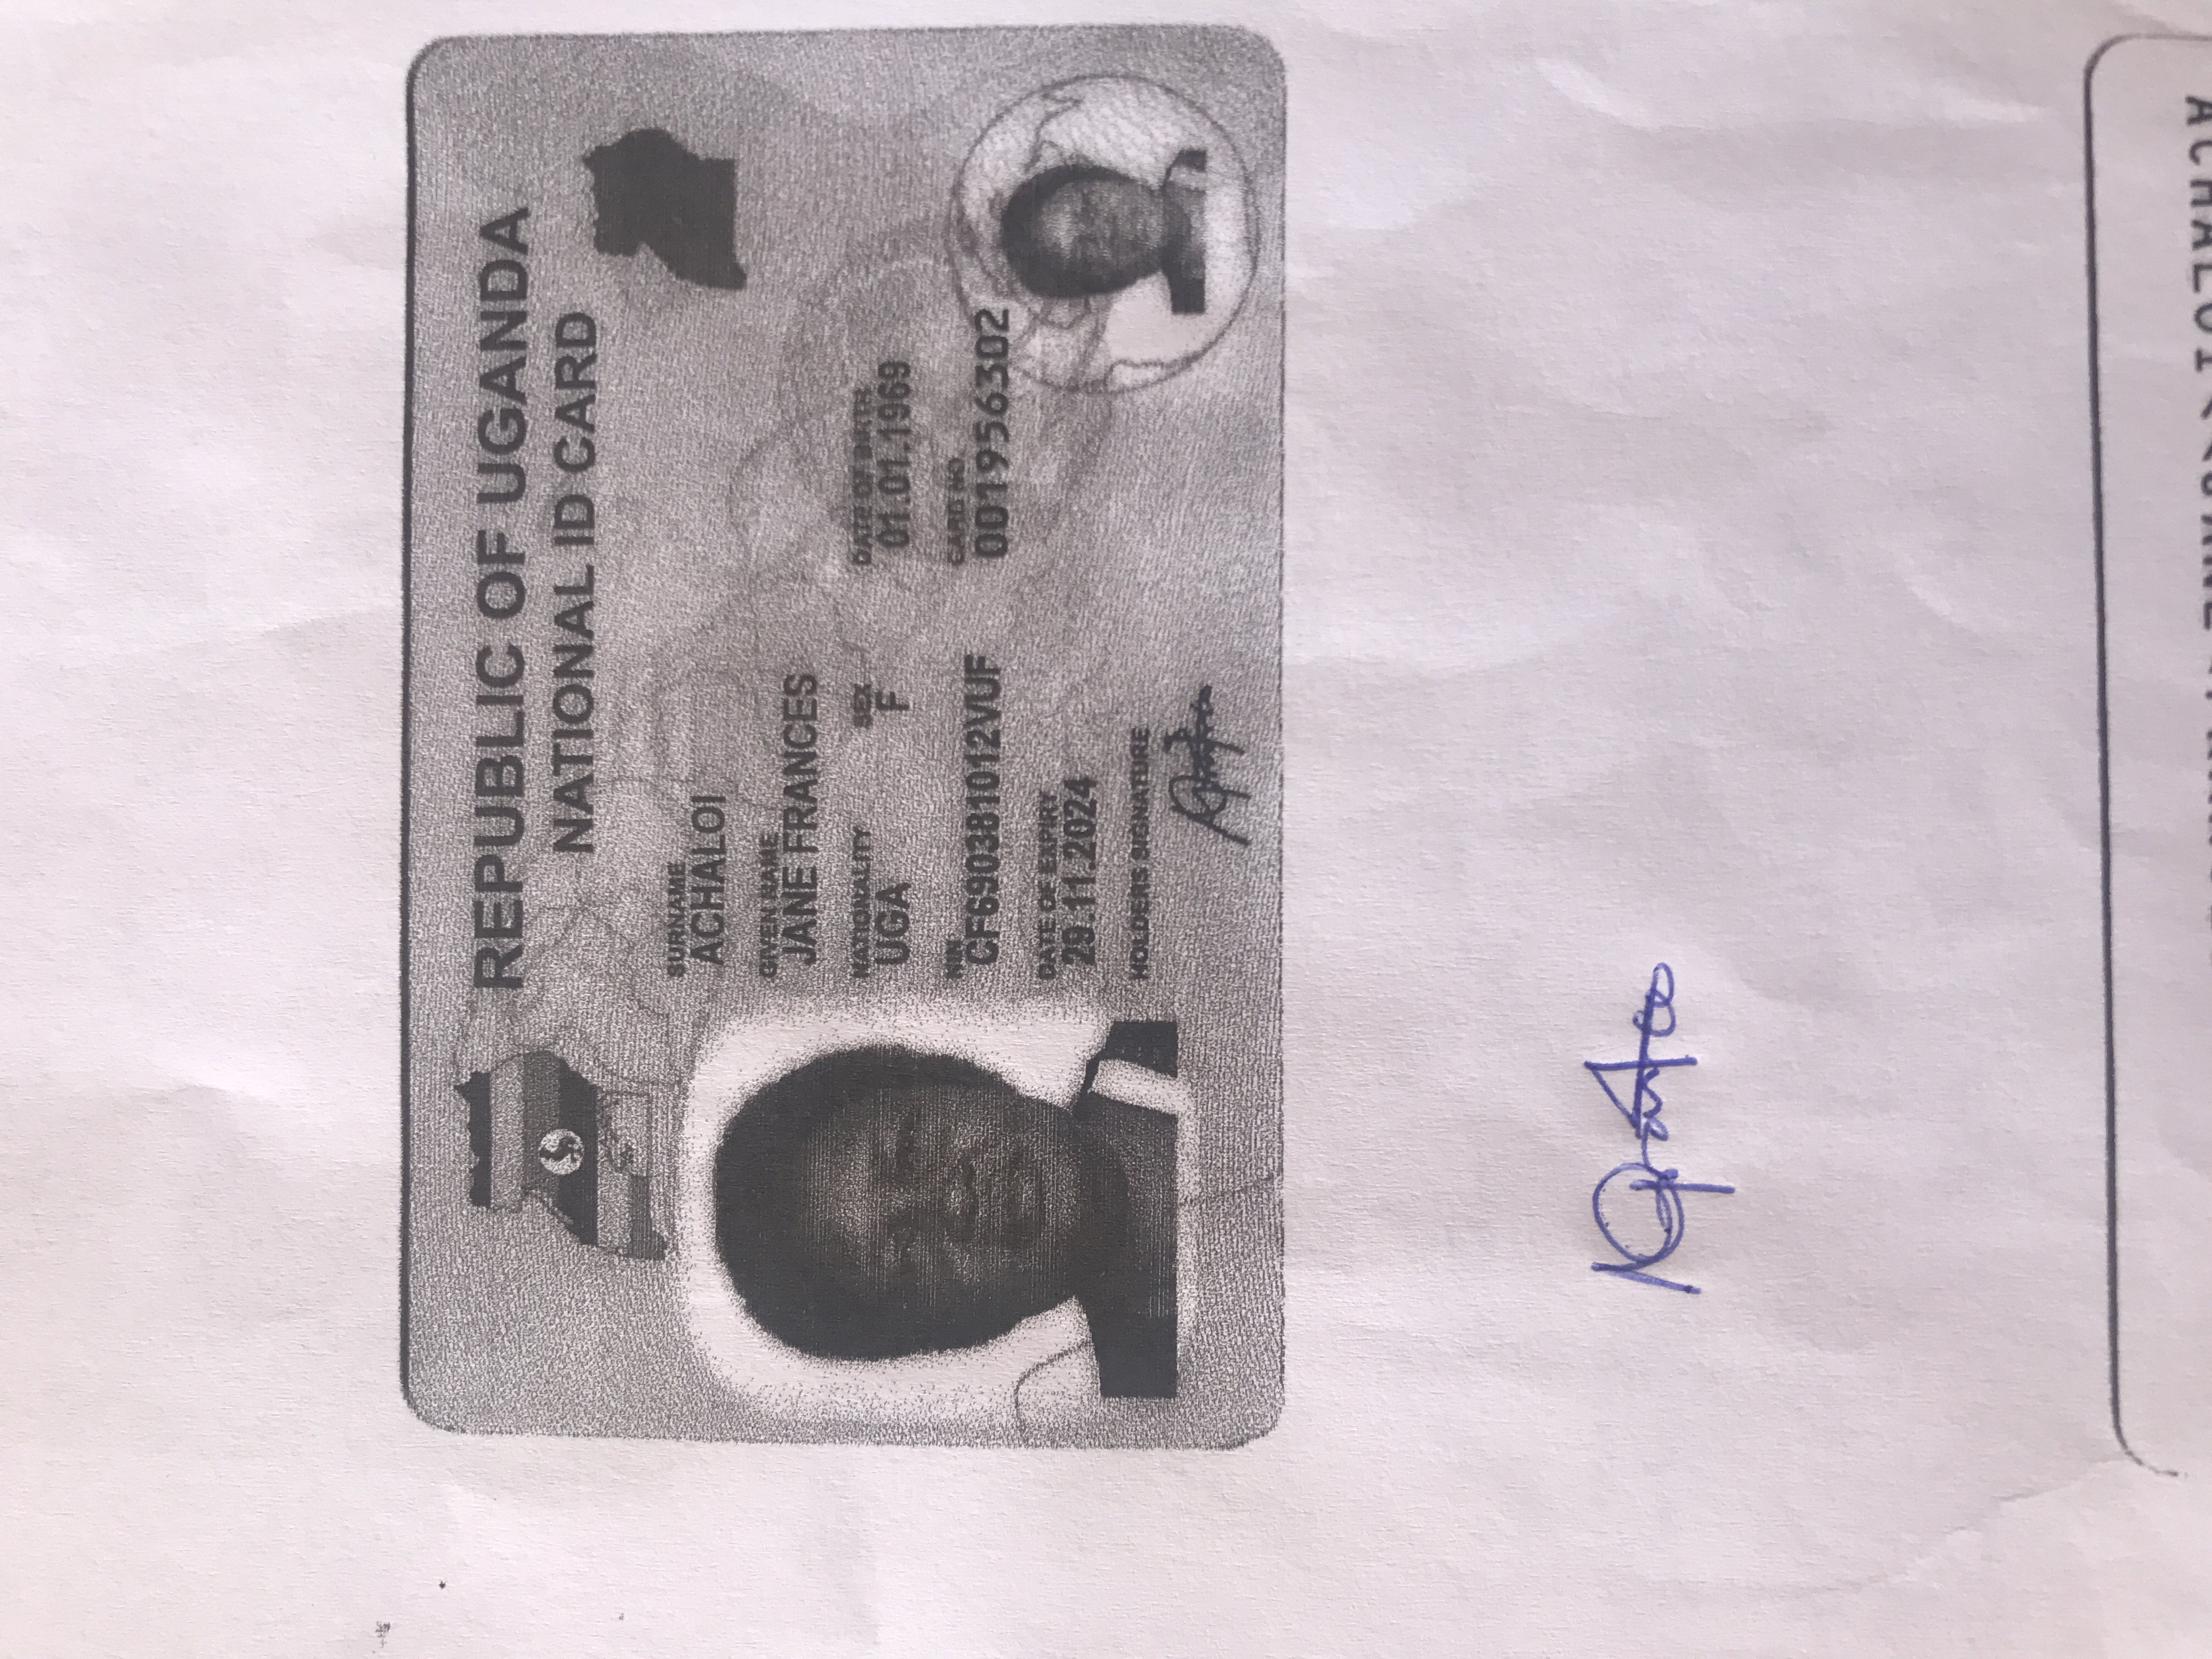 REPUBLIC OF UGANDA
NATIONAL ID CARD
SURNAME
ACHALOI
GIVEN NAME
JANE FRANCES
NATIONALITY SEX DATE OF BIRTH
UGA F 01.01.1969
NIN CARD NO.
CF690381012VUF 001956302
DATE OF EXPIRY
29.11.2024
HOLDERS SIGNATURE